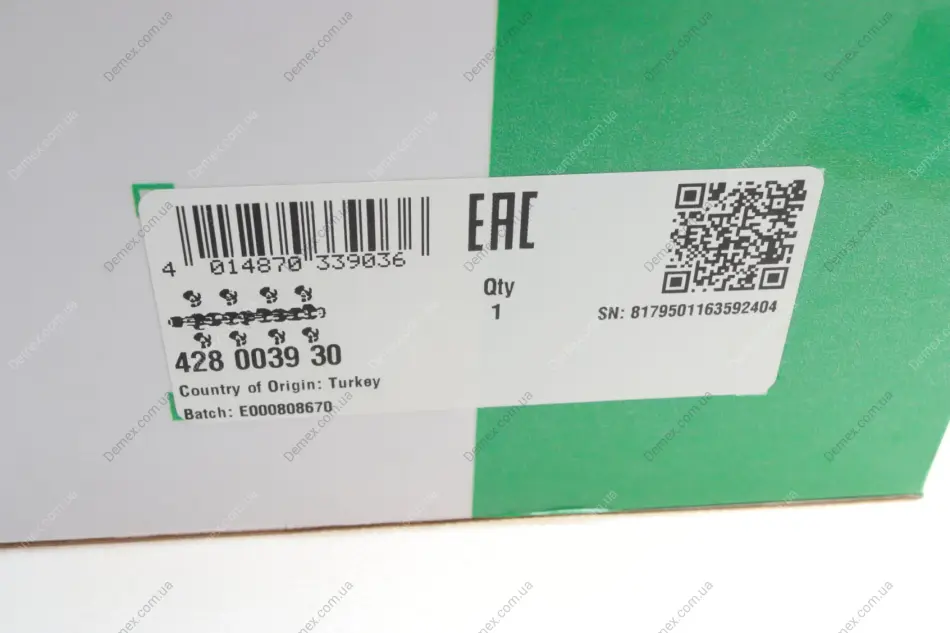 4 014870 339036
EAC
Qty
1
SN: 8179501163592404
428 0039 30
Country of Origin: Turkey
Batch: E000808670
Demex.com.ua